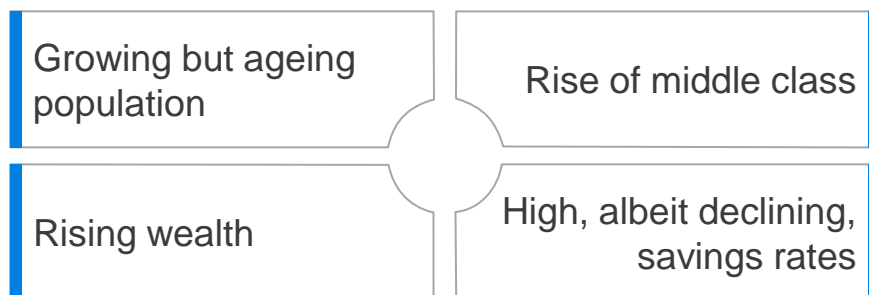 Growing but ageing
population
Rise of middle class
Rising wealth
High, albeit declining,
savings rates